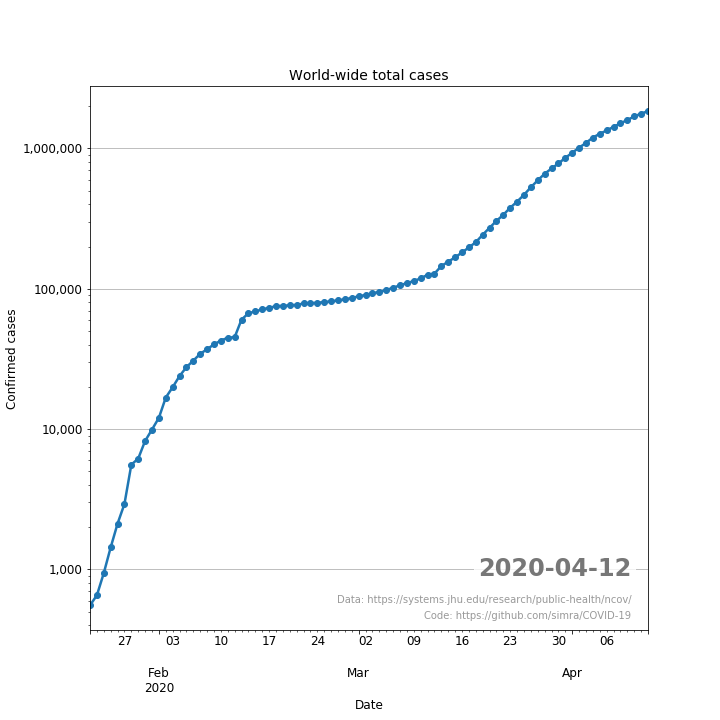 World-wide total cases
Confirmed cases
1,000,000
100,000
10,000
1,000
2020-04-12
Data: https://systems.jhu.edu/research/public-health/ncov/
Code: https://github.com/simra/COVID-19
27 03 10 17 24 02 09 16 23 30 06
Feb Mar Apr
2020
Date